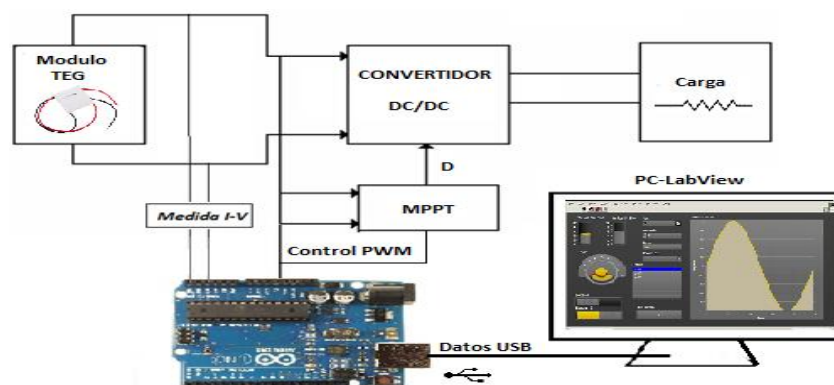 Modulo
TEG
CONVERTIDOR
DC/DC
Carga
D
Medida I-V
MPPT
Control PWM
PC-LabView
Datos USB